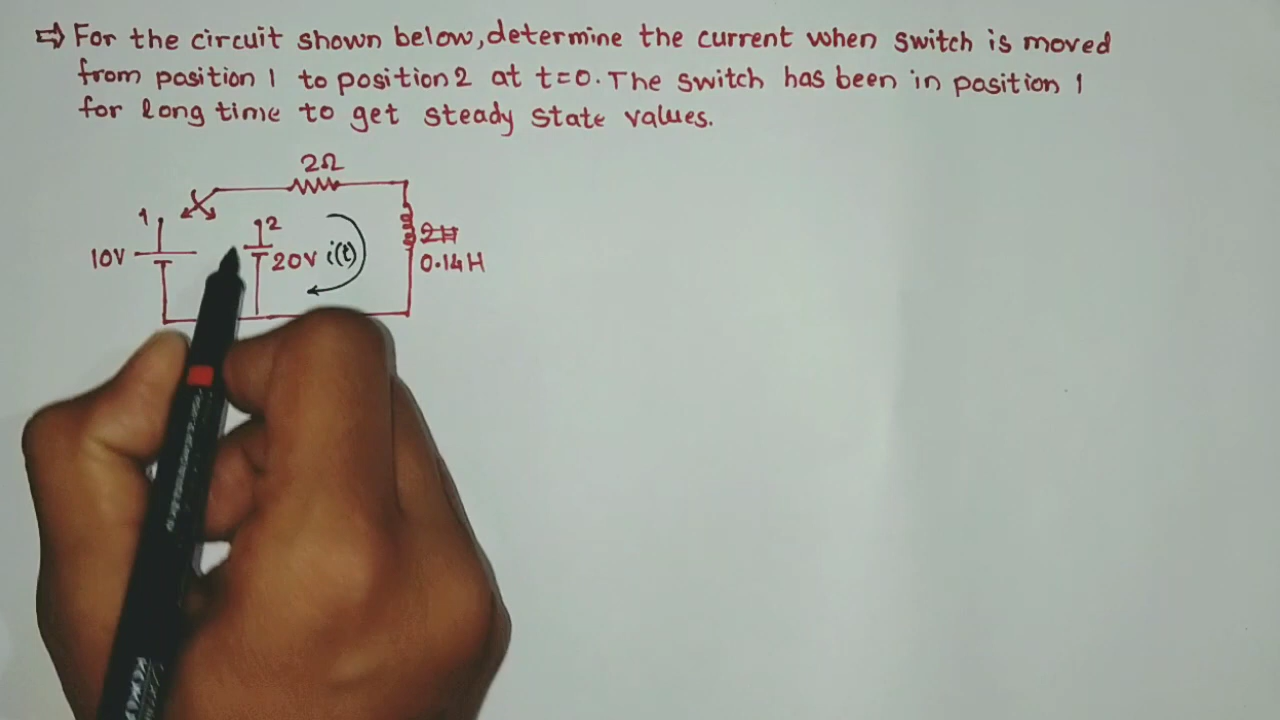 ⇒ For the circuit shown below, determine the current when switch is moved
from position 1 to position 2 at t=0. The switch has been in position 1
for long time to get steady state values.
2Ω
1
2
10V
20V
i(t)
2H
0.14H